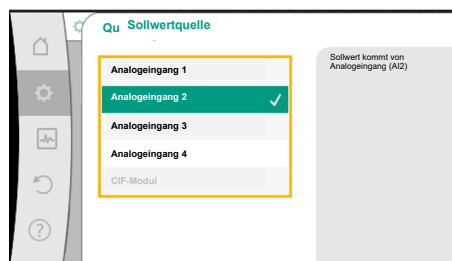 Qu Sollwertquelle
Analogeingang 1
Analogeingang 2
Analogeingang 3
Analogeingang 4
CIF-Modul
Sollwert kommt von
Analogeingang (AI2)
?